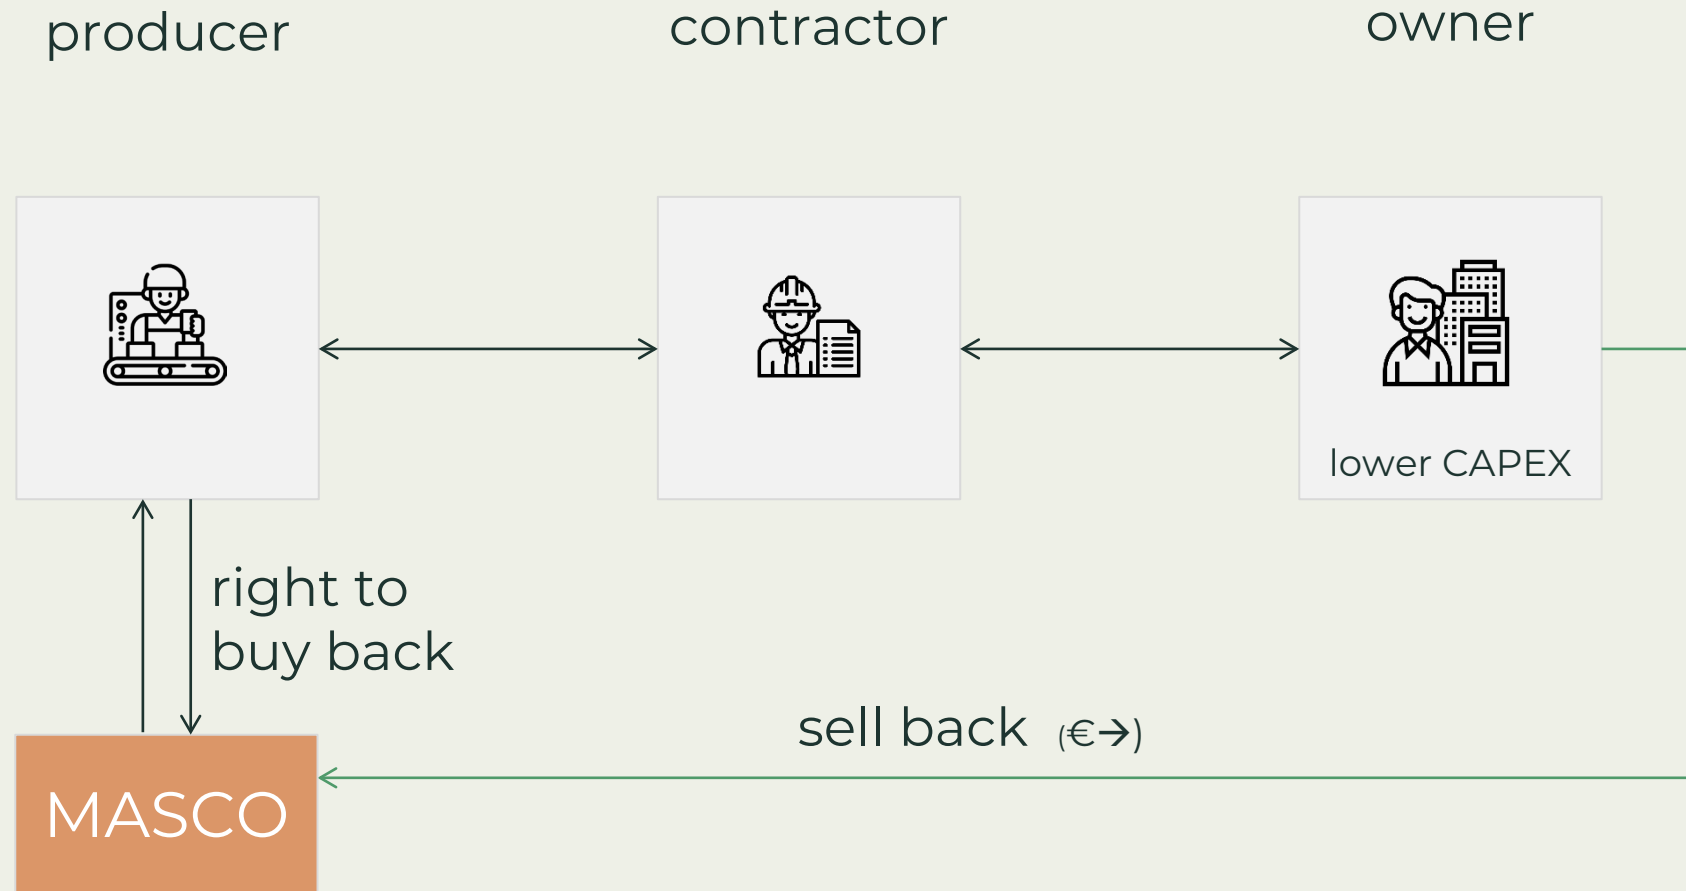 producer
contractor
owner
lower CAPEX
right to
buy back
sell back (€→)
MASCO